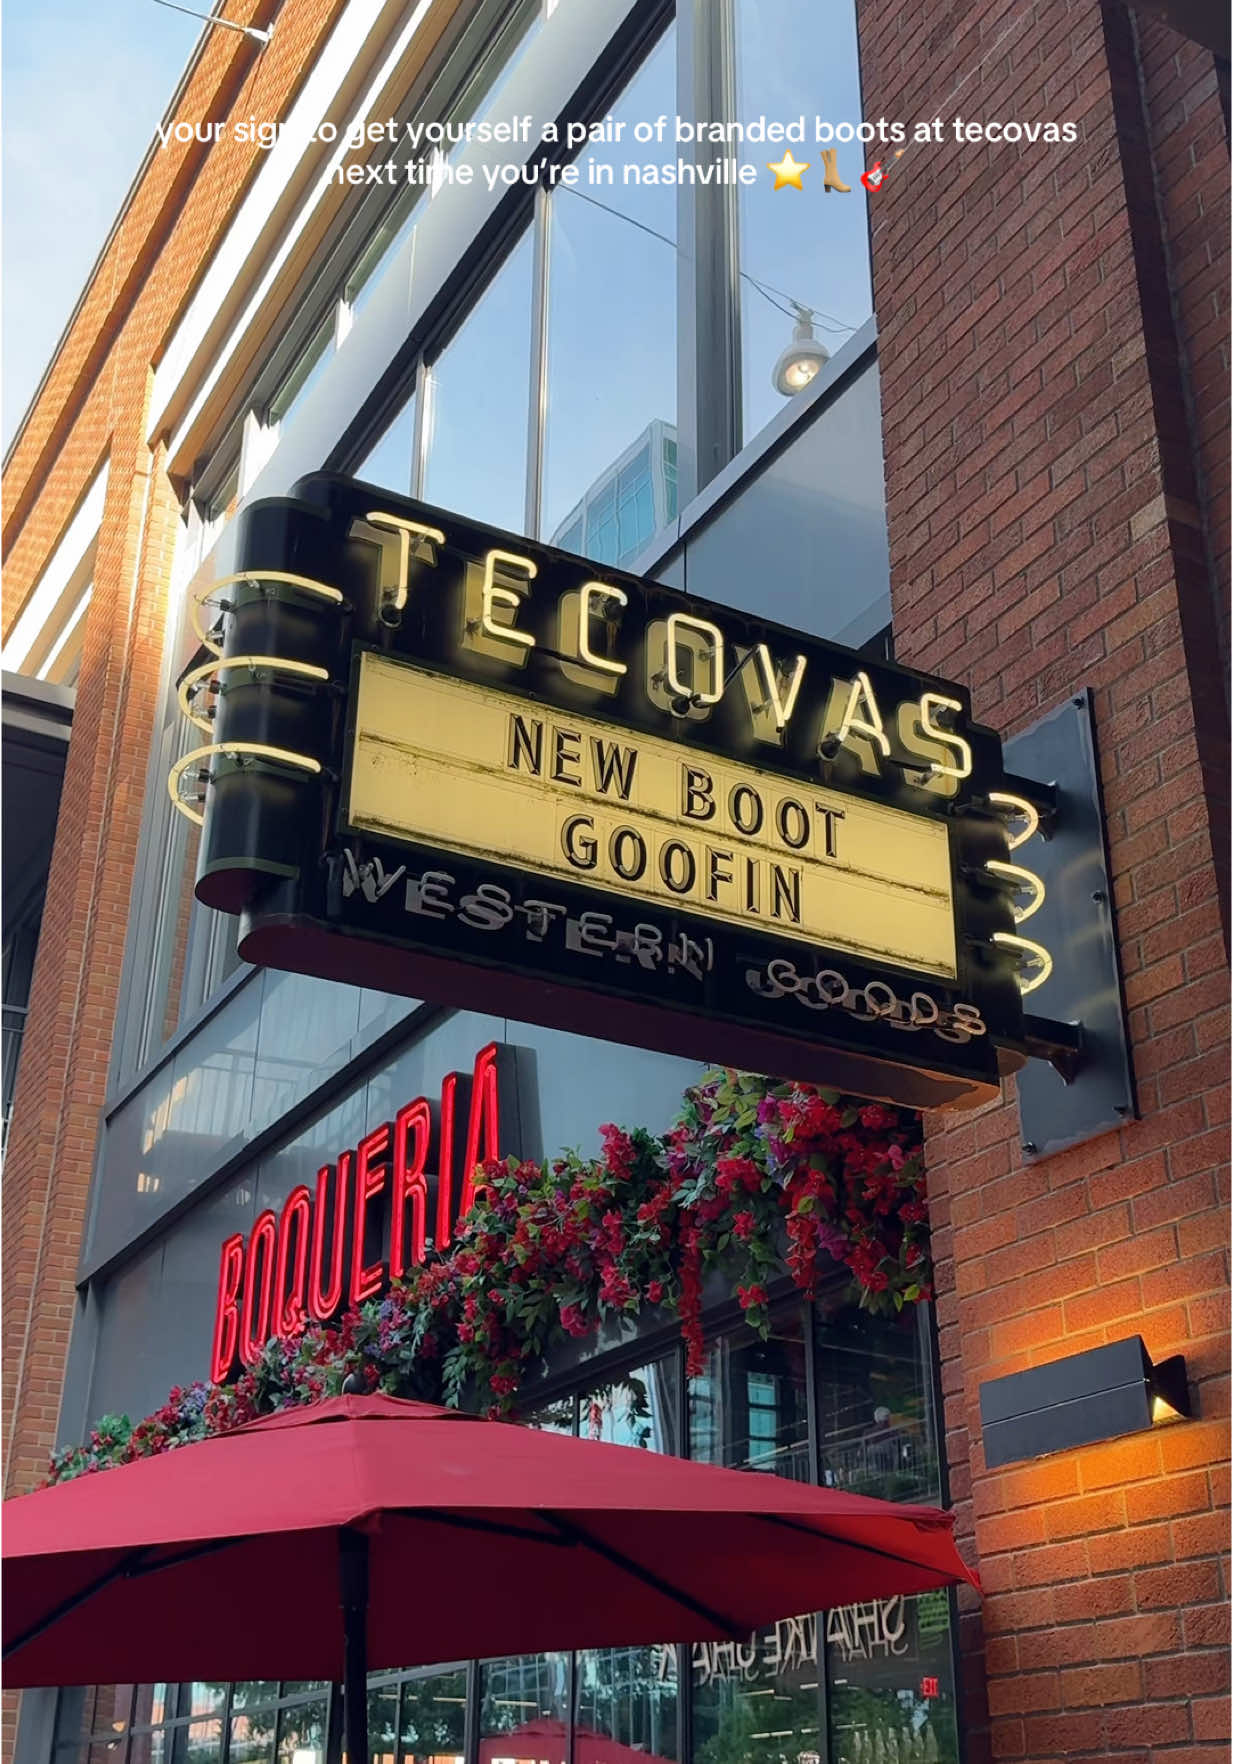 your sign to get yourself a pair of branded boots at tecovas
next time you're in nashville ⭐👢🎸
TECOVAS
NEW BOOT
GOOFIN
WESTERN GOODS
BOQUERIA
EXIT